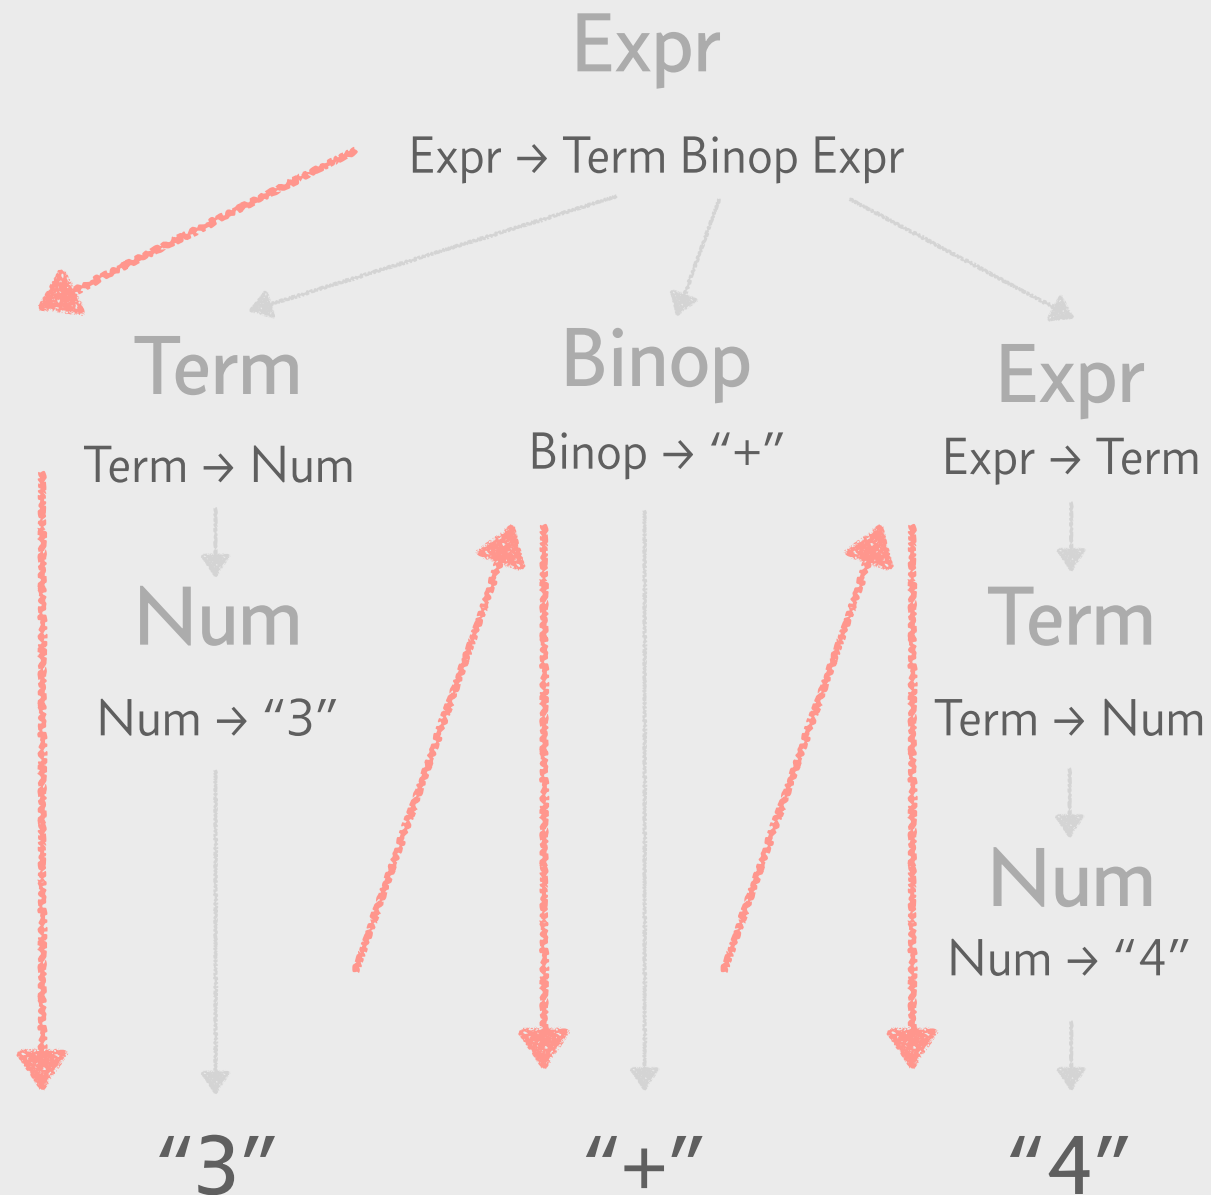 Expr
Expr → Term Binop Expr
Term Binop Expr
Term → Num Binop → “+” Expr → Term
Num Term
Num → “3” Term → Num
Num
Num → “4”
“3” “+” “4”